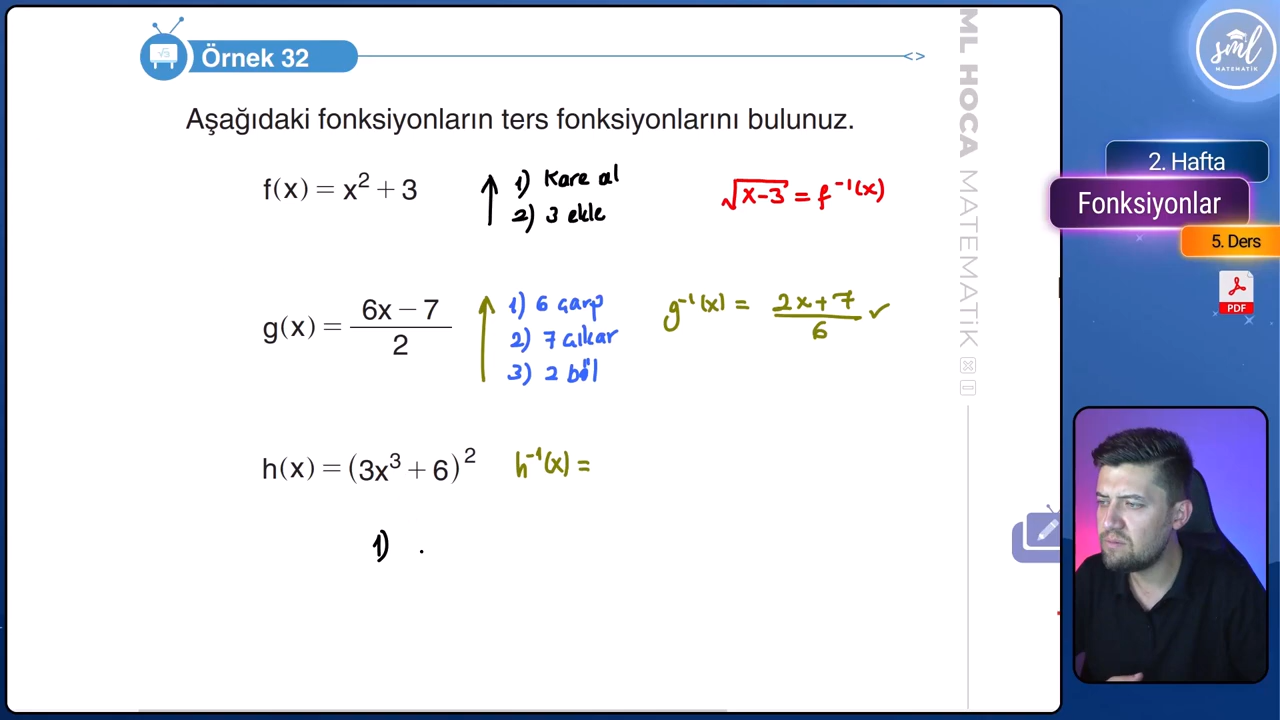 √3
Örnek 32
<>
Aşağıdaki fonksiyonların ters fonksiyonlarını bulunuz.
f(x) = x² + 3
1) Kare al
2) 3 ekle
√(x-3) = f⁻¹(x)
g(x) = (6x − 7)/2
1) 6 çarp
2) 7 çıkar
3) 2 böl
g⁻¹(x) = (2x+7)/6 ✓
h(x) = (3x³ + 6)² h⁻¹(x) =
1) .
ML HOCA MATEMATİK
sml
MATEMATİK
2. Hafta
Fonksiyonlar
5. Ders
PDF